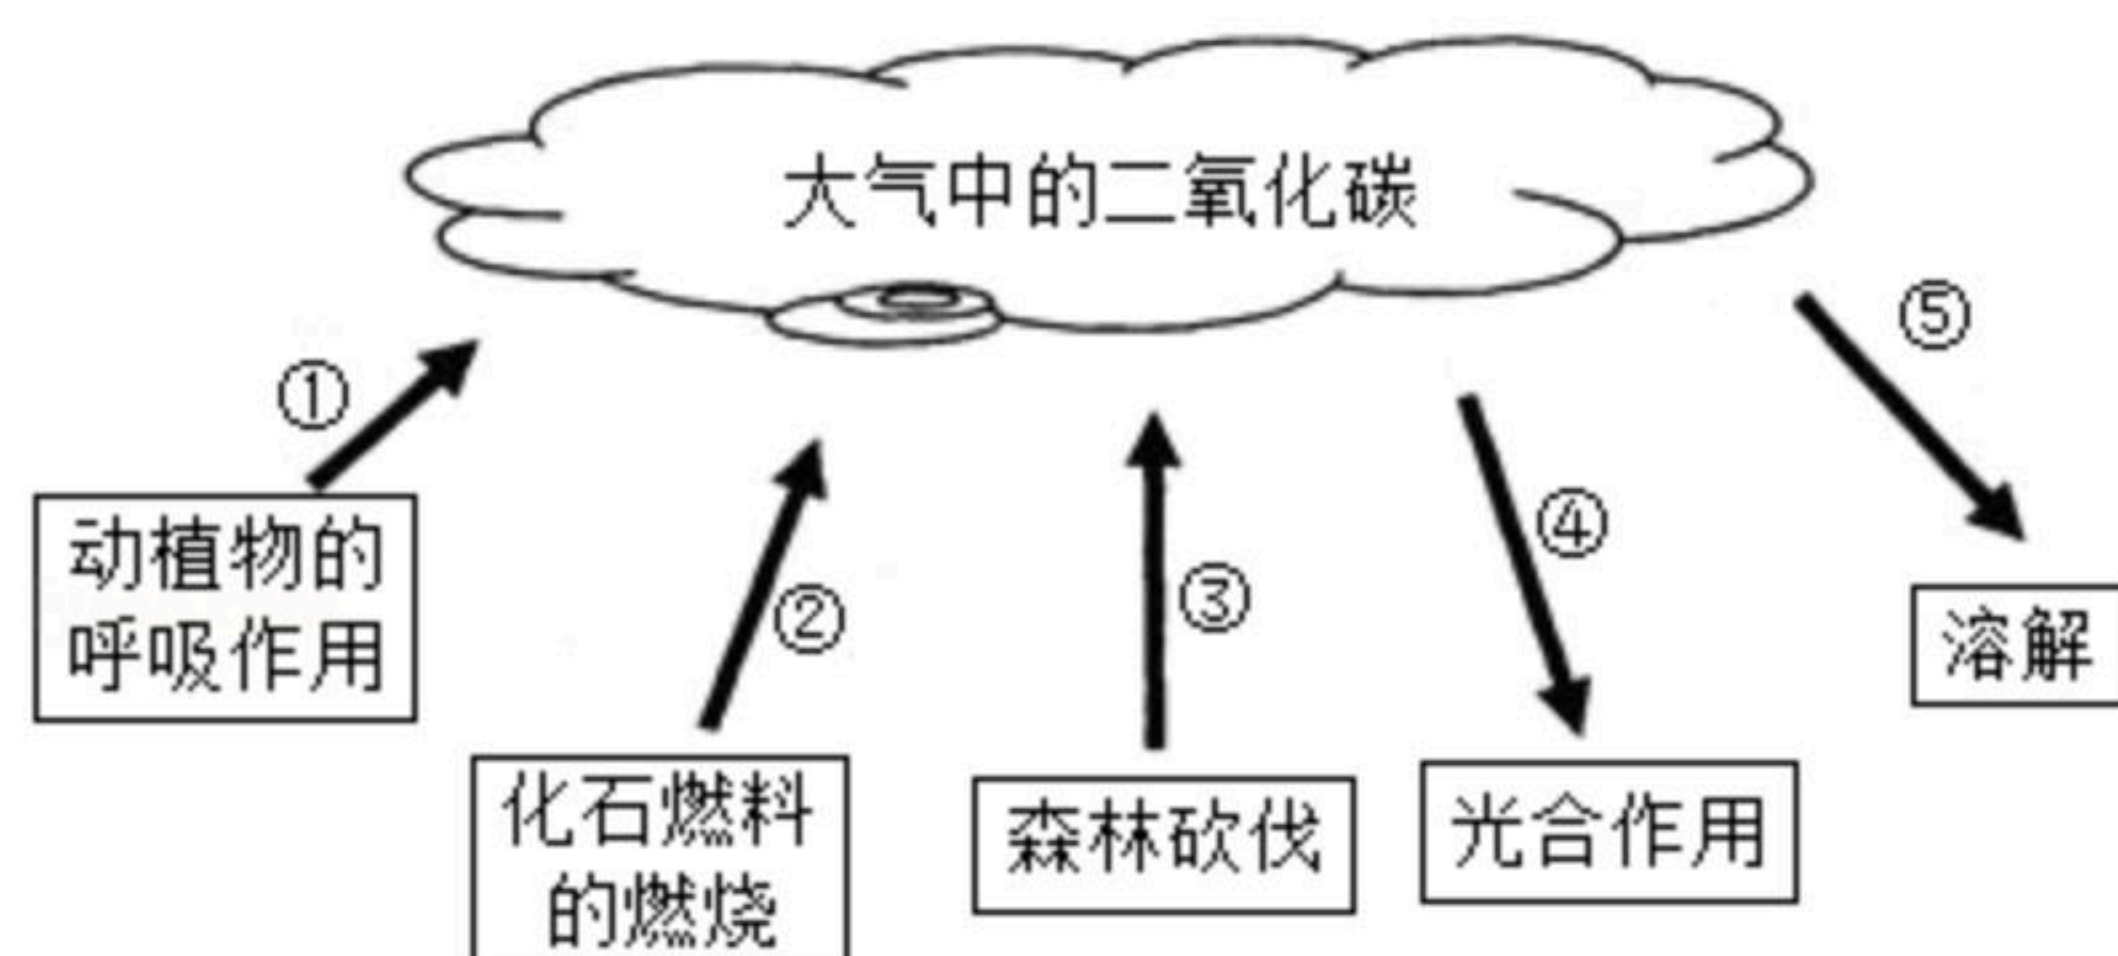 大气中的二氧化碳
①
⑤
动植物的
呼吸作用
②
③
④
溶解
化石燃料
的燃烧
森林砍伐
光合作用